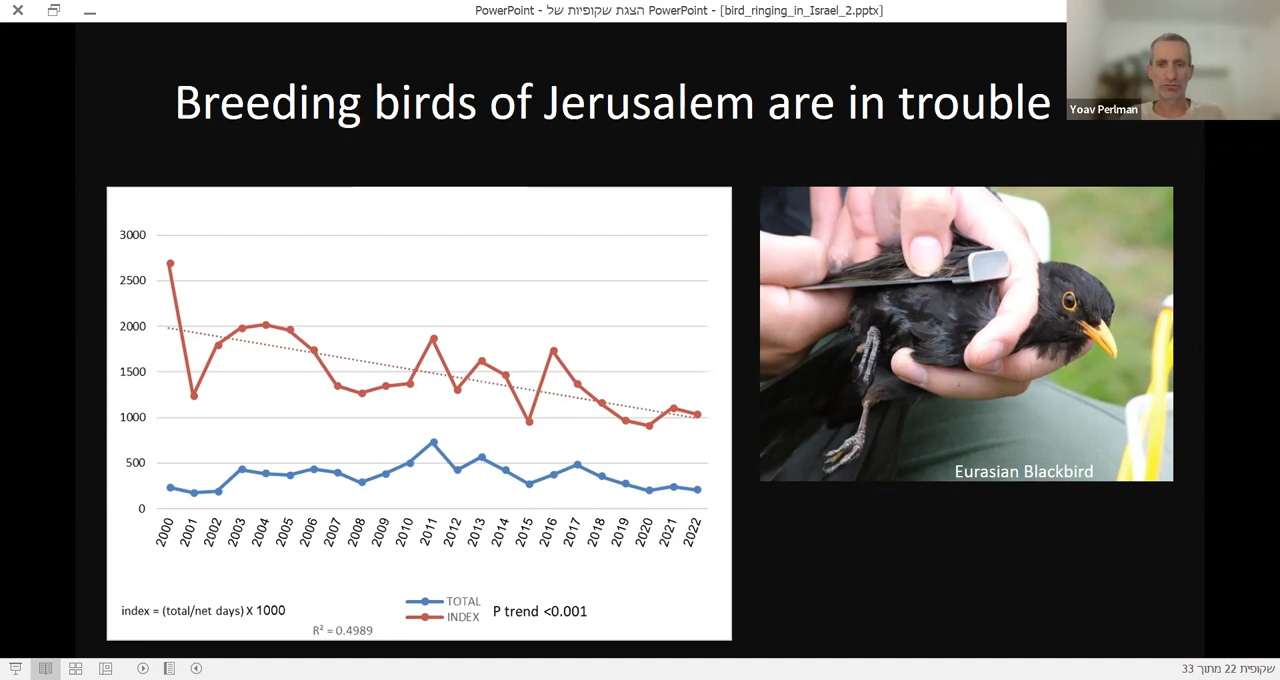 הצגת שקופיות של PowerPoint - [bird_ringing_in_Israel_2.pptx] - PowerPoint
Yoav Perlman
Breeding birds of Jerusalem are in trouble
3000
2500
2000
1500
1000
500
0
2000 2001 2002 2003 2004 2005 2006 2007 2008 2009 2010 2011 2012 2013 2014 2015 2016 2017 2018 2019 2020 2021 2022
index = (total/net days) X 1000
TOTAL
INDEX
P trend <0.001
R² = 0.4989
Eurasian Blackbird
שקופית 22 מתוך 33